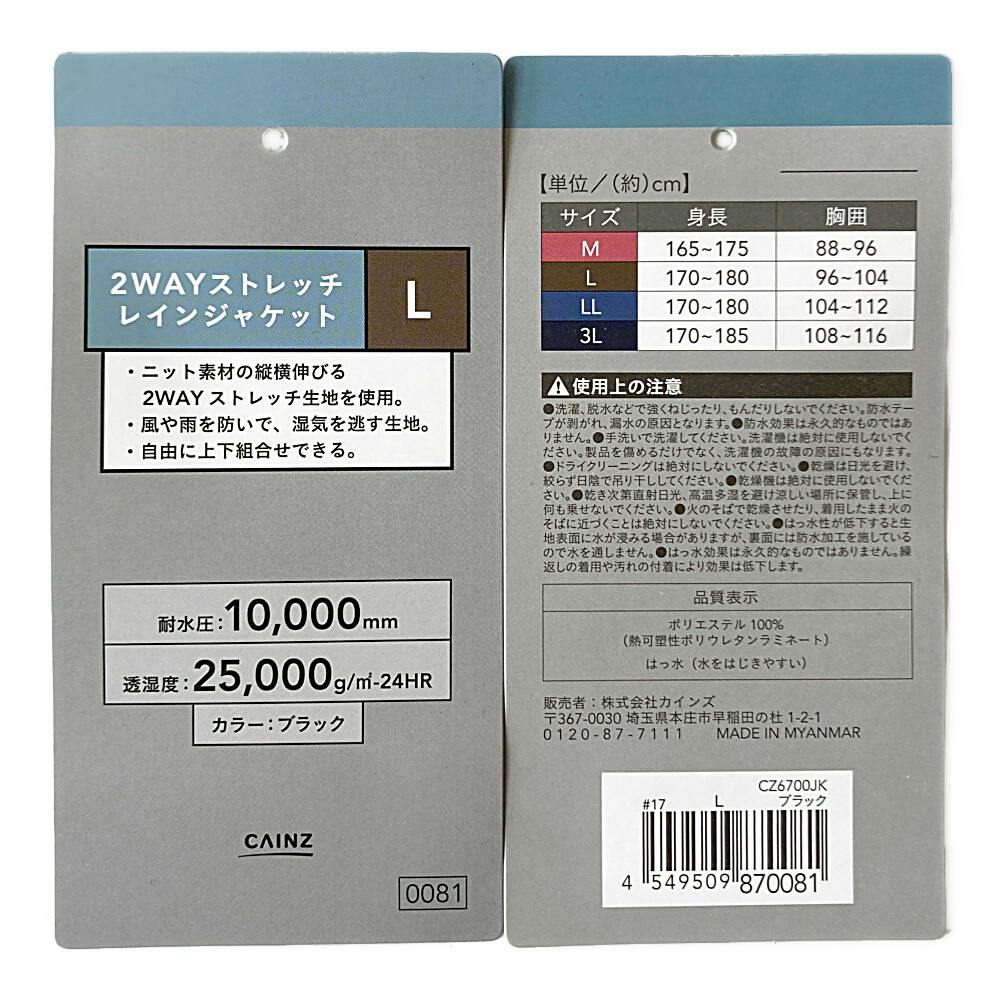 2WAYストレッチ
レインジャケット
L
・ニット素材の縦横伸びる
2WAYストレッチ生地を使用。
・風や雨を防いで、湿気を逃す生地。
・自由に上下組合せできる。
耐水圧：10,000mm
透湿度：25,000g/㎡-24HR
カラー：ブラック
CAINZ
0081
【単位／（約）cm】
サイズ 身長 胸囲
M 165~175 88~96
L 170~180 96~104
LL 170~180 104~112
3L 170~185 108~116
使用上の注意
●洗濯、脱水などで強くねじったり、もんだりしないでください。防水テー
プが剥がれ、漏水の原因となります。●防水効果は永久的なものではあ
りません。●手洗いで洗濯してください。洗濯機は絶対に使用しないでく
ださい。製品を傷めるだけでなく、洗濯機の故障の原因にもなります。
●ドライクリーニングは絶対にしないでください。●乾燥は日光を避け、
絞らず日陰で吊り干ししてください。●乾燥機は絶対に使用しないでくだ
さい。●乾き次第直射日光、高温多湿を避け涼しい場所に保管し、上に
何も乗せないでください。●火のそばで乾燥させたり、着用したまま火の
そばに近づくことは絶対にしないでください。●はっ水性が低下すると生
地表面に水が浸みる場合がありますが、裏面には防水加工を施している
ので水を通しません。●はっ水効果は永久的なものではありません。繰
返しの着用や汚れの付着により効果は低下します。
品質表示
ポリエステル 100%
（熱可塑性ポリウレタンラミネート）
はっ水（水をはじきやすい）
販売者：株式会社カインズ
〒367-0030 埼玉県本庄市早稲田の杜 1-2-1
0120-87-7111 MADE IN MYANMAR
CZ6700JK
#17 L ブラック
4 549509 870081